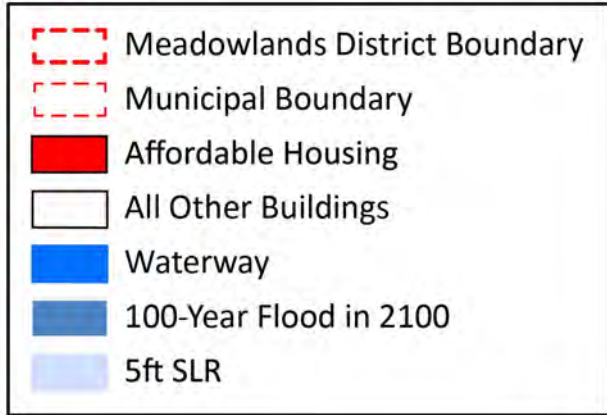 Meadowlands District Boundary
Municipal Boundary
Affordable Housing
All Other Buildings
Waterway
100-Year Flood in 2100
5ft SLR